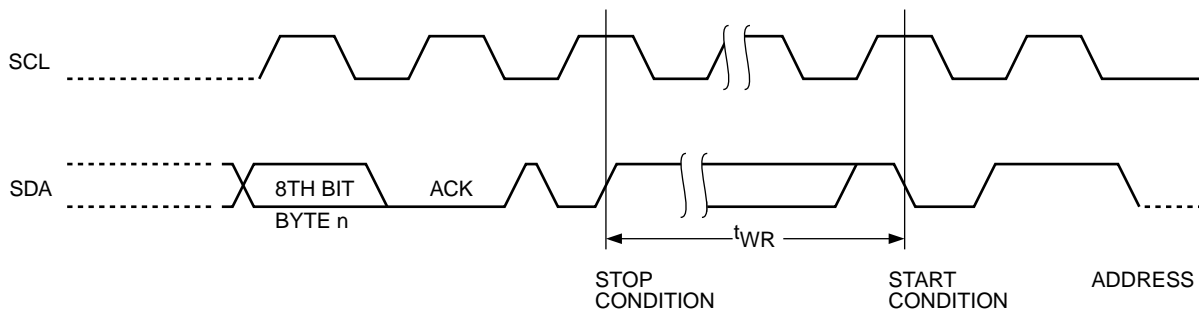 SCL
SDA
8TH BIT
ACK
BYTE n
tWR
STOP
CONDITION
START
CONDITION
ADDRESS